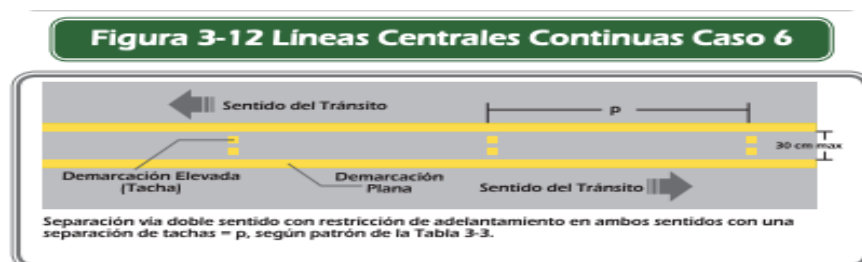 Figura 3-12 Líneas Centrales Continuas Caso 6
Sentido del Tránsito
P
30 cm max
Demarcación Elevada
(Tacha)
Demarcación
Plana
Sentido del Tránsito
Separación vía doble sentido con restricción de adelantamiento en ambos sentidos con una
separación de tachas = p, según patrón de la Tabla 3-3.